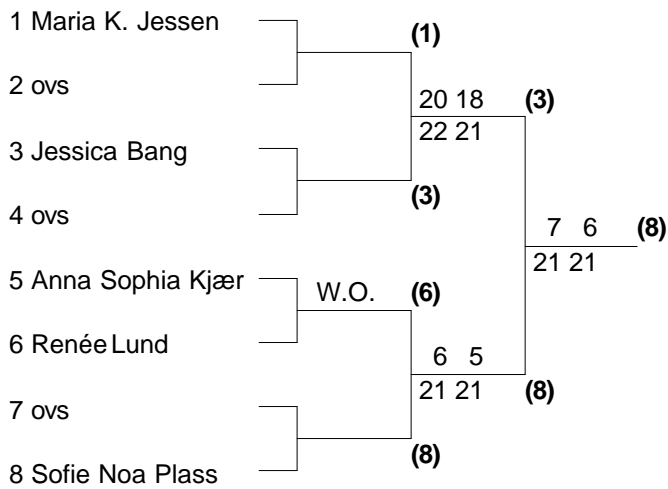 1 Maria K. Jessen
(1)
2 ovs
20 18
(3)
22 21
3 Jessica Bang
(3)
4 ovs
7 6
(8)
21 21
5 Anna Sophia Kjær
W.O.
(6)
6 Renée Lund
6 5
21 21
(8)
7 ovs
(8)
8 Sofie Noa Plass